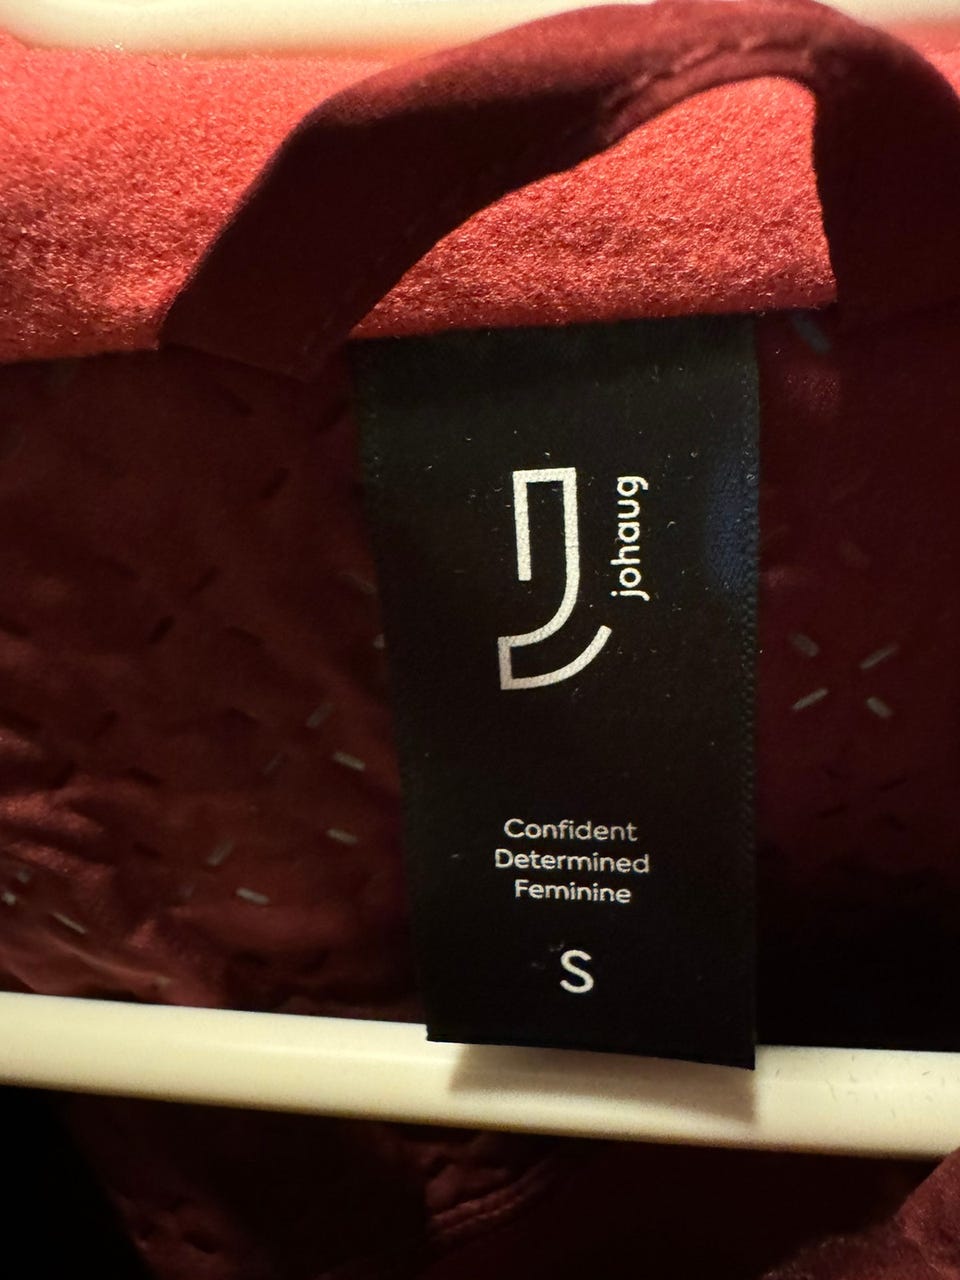 johaug
Confident
Determined
Feminine
S